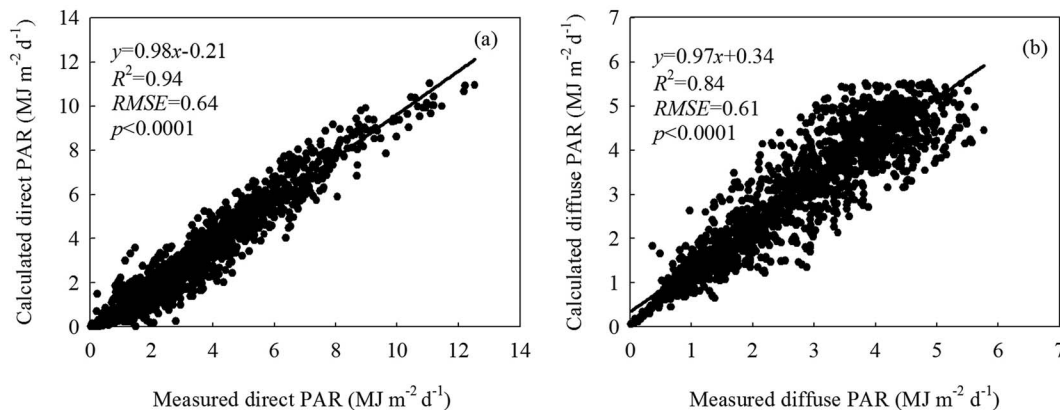 (a)
y=0.98x-0.21
R²=0.94
RMSE=0.64
p<0.0001
Calculated direct PAR (MJ m⁻² d⁻¹)
14
12
10
8
6
4
2
0
0 2 4 6 8 10 12 14
Measured direct PAR (MJ m⁻² d⁻¹)
(b)
y=0.97x+0.34
R²=0.84
RMSE=0.61
p<0.0001
Calculated diffuse PAR (MJ m⁻² d⁻¹)
7
6
5
4
3
2
1
0
0 1 2 3 4 5 6 7
Measured diffuse PAR (MJ m⁻² d⁻¹)